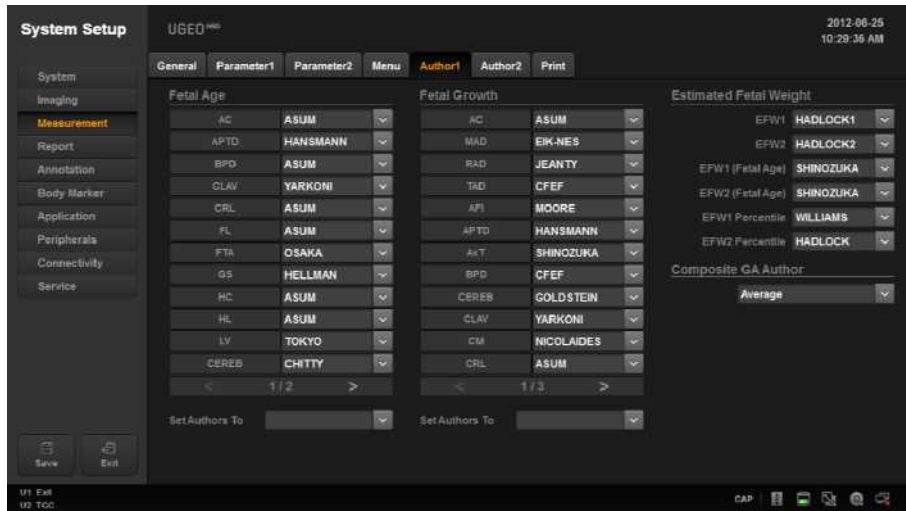 System Setup
UGEO H60
2012-06-25
10:29:36 AM
General Parameter1 Parameter2 Menu Author1 Author2 Print
System
Imaging
Measurement
Report
Annotation
Body Marker
Application
Peripherals
Connectivity
Service
Save Exit
Fetal Age
AC ASUM
APTD HANSMANN
BPD ASUM
CLAV YARKONI
CRL ASUM
FL ASUM
FTA OSAKA
GS HELLMAN
HC ASUM
HL ASUM
LV TOKYO
CEREB CHITTY
< 1 / 2 >
Set Authors To
Fetal Growth
AC ASUM
MAD EIK-NES
RAD JEANTY
TAD CFEF
AFI MOORE
APTD HANSMANN
AxT SHINOZUKA
BPD CFEF
CEREB GOLDSTEIN
CLAV YARKONI
CM NICOLAIDES
CRL ASUM
< 1 / 3 >
Set Authors To
Estimated Fetal Weight
EFW1 HADLOCK1
EFW2 HADLOCK2
EFW1 (Fetal Age) SHINOZUKA
EFW2 (Fetal Age) SHINOZUKA
EFW1 Percentile WILLIAMS
EFW2 Percentile HADLOCK
Composite GA Author
Average
U1 Exit
U2 TGC
CAP